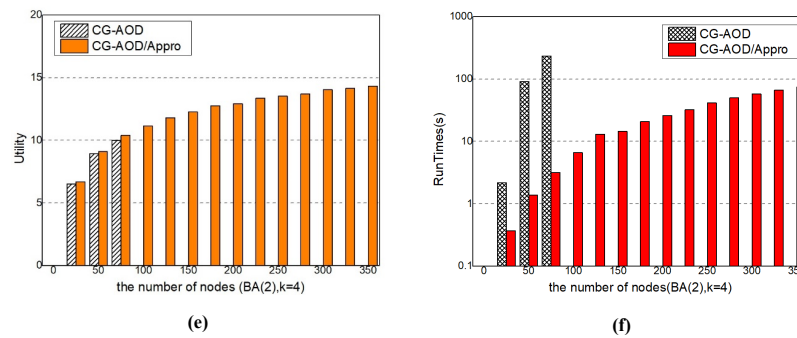 20
15
10
5
0
Utility
CG-AOD
CG-AOD/Appro
0 50 100 150 200 250 300 350
the number of nodes (BA(2),k=4)
(e)
1000
100
10
1
0.1
RunTimes(s)
CG-AOD
CG-AOD/Appro
0 50 100 150 200 250 300 350
the number of nodes(BA(2),k=4)
(f)